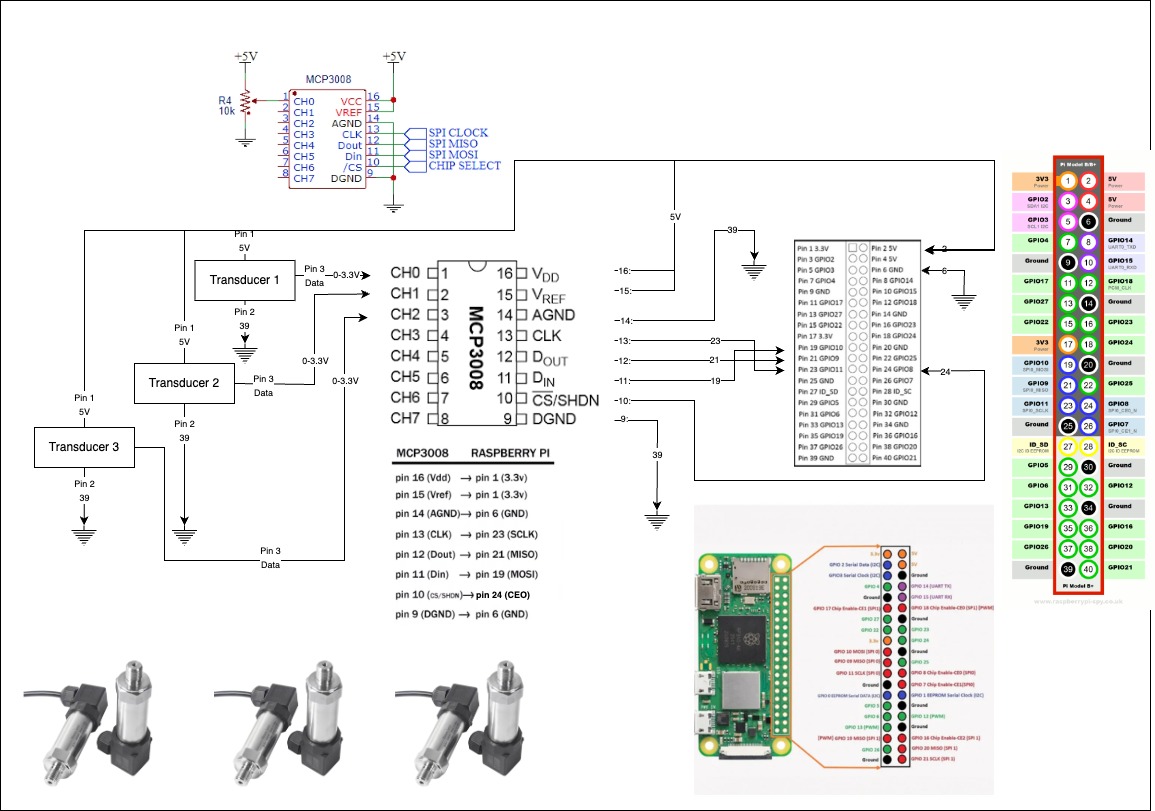 +5V
+5V
MCP3008
R4
10k
1 CH0 VCC 16
2 CH1 VREF 15
3 CH2 AGND 14
4 CH3 CLK 13 SPI CLOCK
5 CH4 Dout 12 SPI MISO
6 CH5 Din 11 SPI MOSI
7 CH6 /CS 10 CHIP SELECT
8 CH7 DGND 9
Pin 1
5V
Transducer 1
Pin 3
Data
0-3.3V
Pin 2
39
Pin 1
5V
Transducer 2
Pin 3
Data
0-3.3V
Pin 2
39
Pin 1
5V
Transducer 3
Pin 2
39
0-3.3V
Pin 3
Data
MCP3008
CH0 1 16 VDD
CH1 2 15 VREF
CH2 3 14 AGND
CH3 4 13 CLK
CH4 5 12 DOUT
CH5 6 11 DIN
CH6 7 10 CS/SHDN
CH7 8 9 DGND
MCP3008 RASPBERRY PI
pin 16 (Vdd) → pin 1 (3.3v)
pin 15 (Vref) → pin 1 (3.3v)
pin 14 (AGND)→ pin 6 (GND)
pin 13 (CLK) → pin 23 (SCLK)
pin 12 (Dout) → pin 21 (MISO)
pin 11 (Din) → pin 19 (MOSI)
pin 10 (CS/SHDN)→ pin 24 (CEO)
pin 9 (DGND) → pin 6 (GND)
5V
39
16
15
14
13
23
12
21
11
19
10
9
39
2
6
24
Pin 1 3.3V Pin 2 5V
Pin 3 GPIO2 Pin 4 5V
Pin 5 GPIO3 Pin 6 GND
Pin 7 GPIO4 Pin 8 GPIO14
Pin 9 GND Pin 10 GPIO15
Pin 11 GPIO17 Pin 12 GPIO18
Pin 13 GPIO27 Pin 14 GND
Pin 15 GPIO22 Pin 16 GPIO23
Pin 17 3.3V Pin 18 GPIO24
Pin 19 GPIO10 Pin 20 GND
Pin 21 GPIO9 Pin 22 GPIO25
Pin 23 GPIO11 Pin 24 GPIO8
Pin 25 GND Pin 26 GPIO7
Pin 27 ID_SD Pin 28 ID_SC
Pin 29 GPIO5 Pin 30 GND
Pin 31 GPIO6 Pin 32 GPIO12
Pin 33 GPIO13 Pin 34 GND
Pin 35 GPIO19 Pin 36 GPIO16
Pin 37 GPIO26 Pin 38 GPIO20
Pin 39 GND Pin 40 GPIO21
Pi Model B/B+
3V3 Power 1 2 5V Power
GPIO2 SDA1 I2C 3 4 5V Power
GPIO3 SCL1 I2C 5 6 Ground
GPIO4 7 8 GPIO14 UART0_TXD
Ground 9 10 GPIO15 UART0_RXD
GPIO17 11 12 GPIO18 PCM_CLK
GPIO27 13 14 Ground
GPIO22 15 16 GPIO23
3V3 Power 17 18 GPIO24
GPIO10 SPI0_MOSI 19 20 Ground
GPIO9 SPI0_MISO 21 22 GPIO25
GPIO11 SPI0_SCLK 23 24 GPIO8 SPI0_CE0_N
Ground 25 26 GPIO7 SPI0_CE1_N
ID_SD I2C ID EEPROM 27 28 ID_SC I2C ID EEPROM
GPIO5 29 30 Ground
GPIO6 31 32 GPIO12
GPIO13 33 34 Ground
GPIO19 35 36 GPIO16
GPIO26 37 38 GPIO20
Ground 39 40 GPIO21
Pi Model B+
3.3v 5V
GPIO 2 Serial Data (I2C) 5V
GPIO3 Serial Clock (I2C) Ground
GPIO 4 GPIO 14 (UART TX)
Ground GPIO 15 (UART RX)
GPIO 17 Chip Enable-CE1 (SPI1) GPIO 18 Chip Enable-CE0 (SPI1) (PWM)
GPIO 27 Ground
GPIO 22 GPIO 23
3.3v GPIO 24
GPIO 10 MOSI (SPI 0) Ground
GPIO 25
GPIO 11 SCLK (SPI 0) GPIO 8 Chip Enable-CE0 (SPI0)
Ground GPIO 7 Chip Enable-CE1(SPI0)
GPIO 0 EEPROM Serial DATA (I2C) GPIO 1 EEPROM Serial Clock (I2C)
GPIO 5 Ground
GPIO 6 GPIO 12 (PWM)
GPIO 13 (PWM) Ground
(PWM) GPIO 19 MISO (SPI 1) GPIO 16 Chip Enable-CE2 (SPI 1)
GPIO 26 GPIO 20 MOSI (SPI 1)
Ground GPIO 21 SCLK (SPI 1)